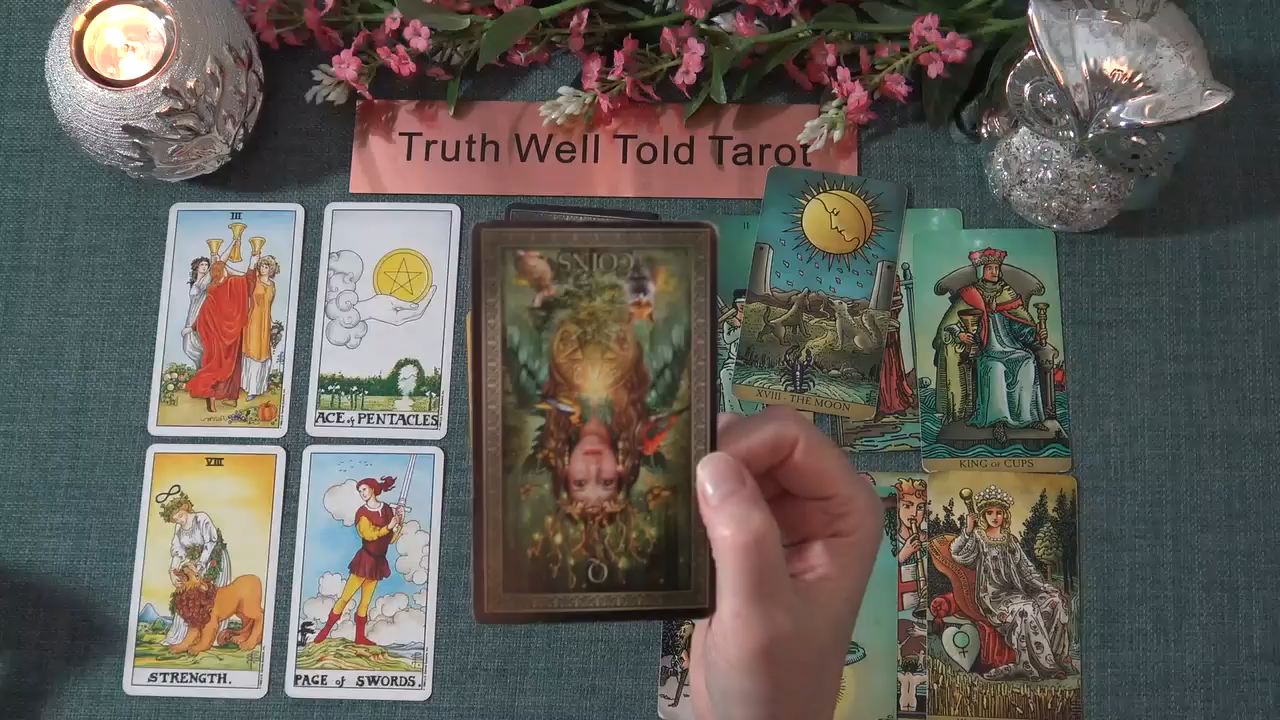 Truth Well Told Tarot
III
ACE of PENTACLES
COINS
Q
II
XVIII - THE MOON
KING OF CUPS
VIII
STRENGTH.
PAGE of SWORDS.